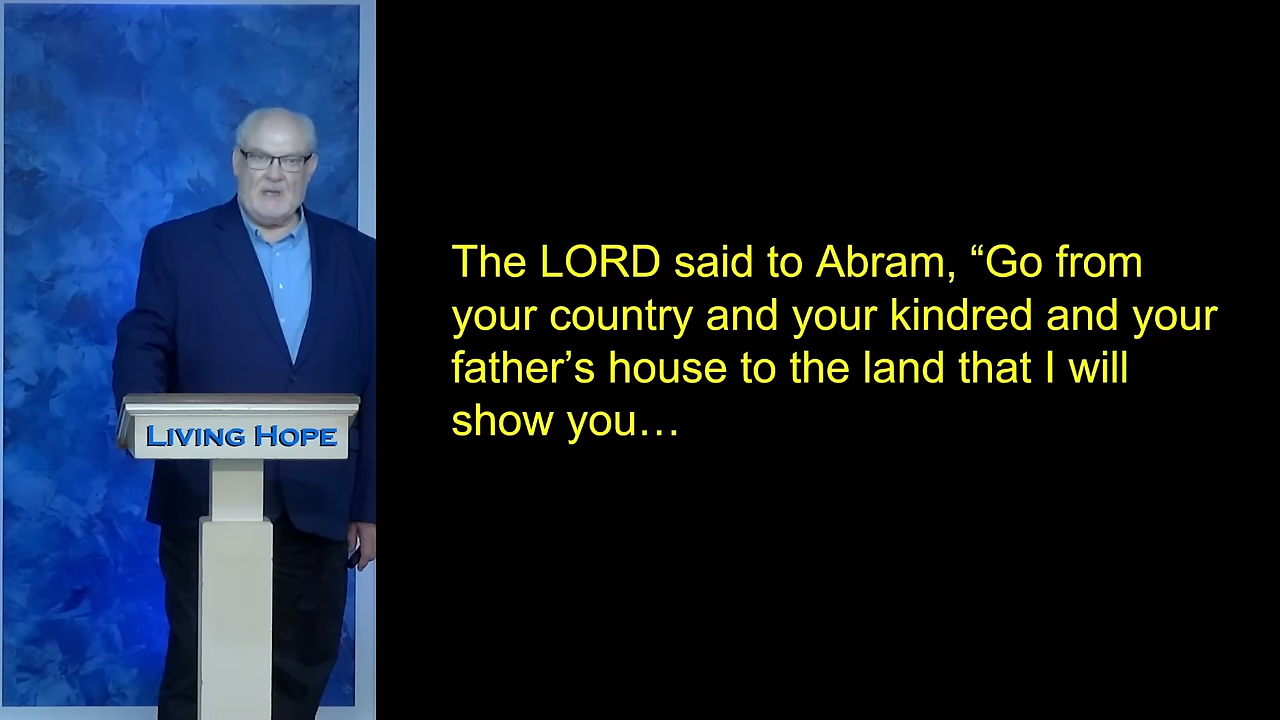 LIVING HOPE
The LORD said to Abram, “Go from
your country and your kindred and your
father’s house to the land that I will
show you…